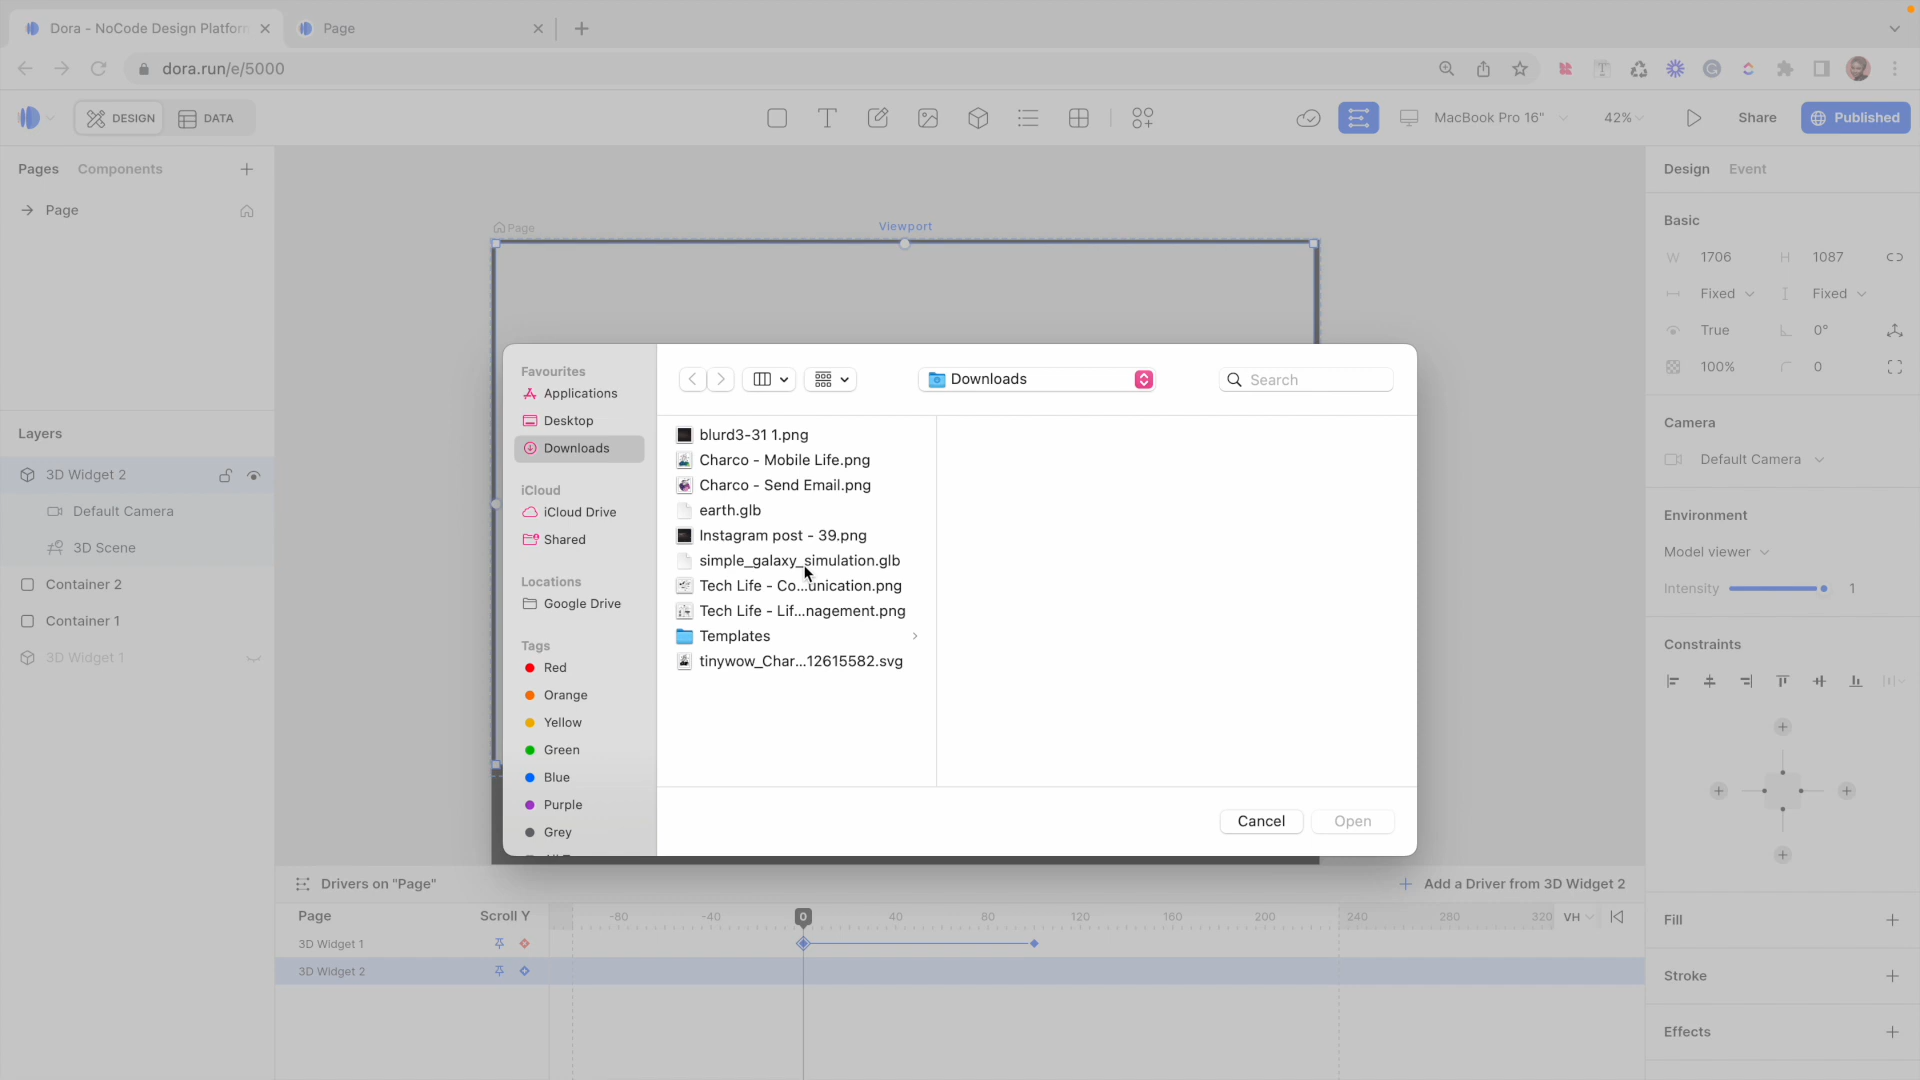 Dora - NoCode Design Platform
Page
dora.run/e/5000
DESIGN
DATA
MacBook Pro 16"
42%
Share
Published
Pages
Components
Page
Layers
3D Widget 2
Default Camera
3D Scene
Container 2
Container 1
3D Widget 1
Page
Viewport
Favourites
Applications
Desktop
Downloads
iCloud
iCloud Drive
Shared
Locations
Google Drive
Tags
Red
Orange
Yellow
Green
Blue
Purple
Grey
Downloads
Search
blurd3-31 1.png
Charco - Mobile Life.png
Charco - Send Email.png
earth.glb
Instagram post - 39.png
simple_galaxy_simulation.glb
Tech Life - Co...unication.png
Tech Life - Lif...nagement.png
Templates
tinywow_Char...12615582.svg
Cancel
Open
Design
Event
Basic
W 1706 H 1087
Fixed Fixed
True 0°
100% 0
Camera
Default Camera
Environment
Model viewer
Intensity 1
Constraints
Fill
Stroke
Effects
Drivers on "Page"
Add a Driver from 3D Widget 2
Page Scroll Y
-80 -40 0 40 80 120 160 200 240 280 320 VH
3D Widget 1
3D Widget 2